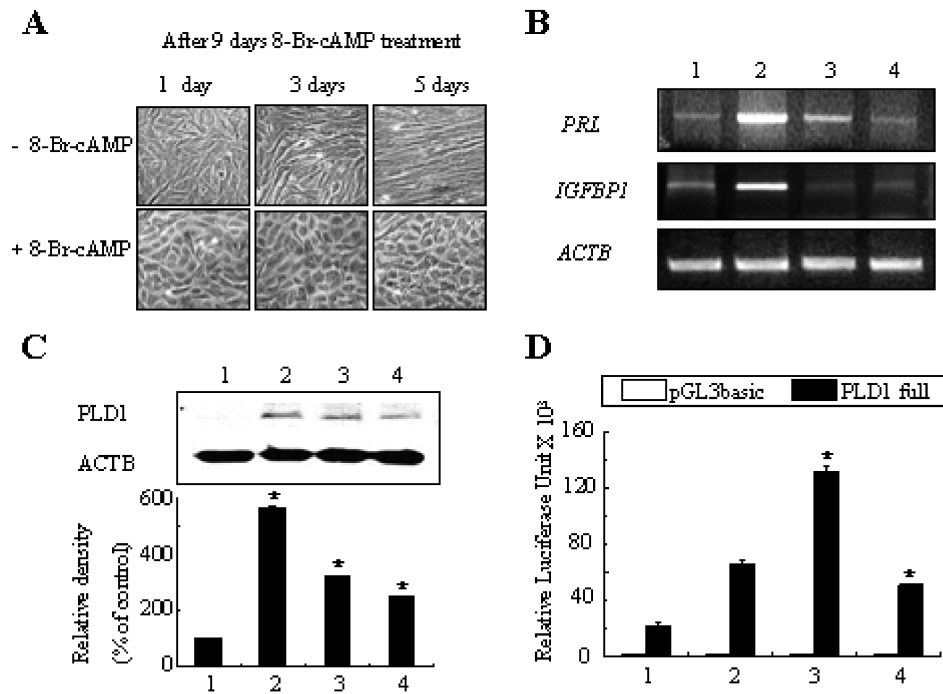 A
After 9 days 8-Br-cAMP treatment
1 day 3 days 5 days
- 8-Br-cAMP
+ 8-Br-cAMP
B
1 2 3 4
PRL
IGFBP1
ACTB
C
1 2 3 4
PLD1
ACTB
Relative density
(% of control)
600
400
200
0
*
*
*
1 2 3 4
D
pGL3basic PLD1 full
Relative Luciferase Unit X 10³
160
120
80
40
0
*
*
1 2 3 4